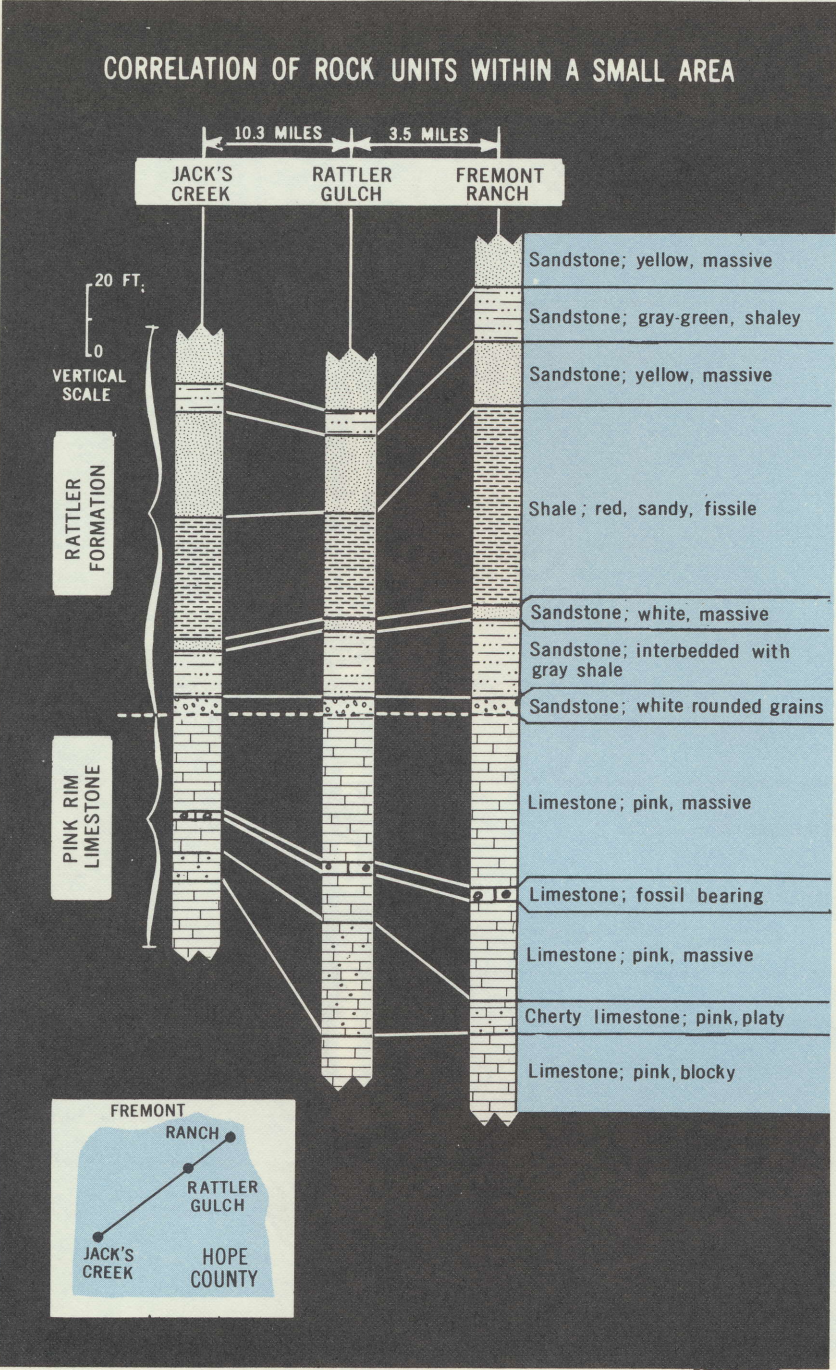 CORRELATION OF ROCK UNITS WITHIN A SMALL AREA
10.3 MILES
3.5 MILES
JACK'S
CREEK
RATTLER
GULCH
FREMONT
RANCH
20 FT.
0
VERTICAL
SCALE
RATTLER
FORMATION
PINK RIM
LIMESTONE
Sandstone; yellow, massive
Sandstone; gray-green, shaley
Sandstone; yellow, massive
Shale; red, sandy, fissile
Sandstone; white, massive
Sandstone; interbedded with
gray shale
Sandstone; white rounded grains
Limestone; pink, massive
Limestone; fossil bearing
Limestone; pink, massive
Cherty limestone; pink, platy
Limestone; pink, blocky
FREMONT
RANCH
RATTLER
GULCH
JACK'S
CREEK
HOPE
COUNTY